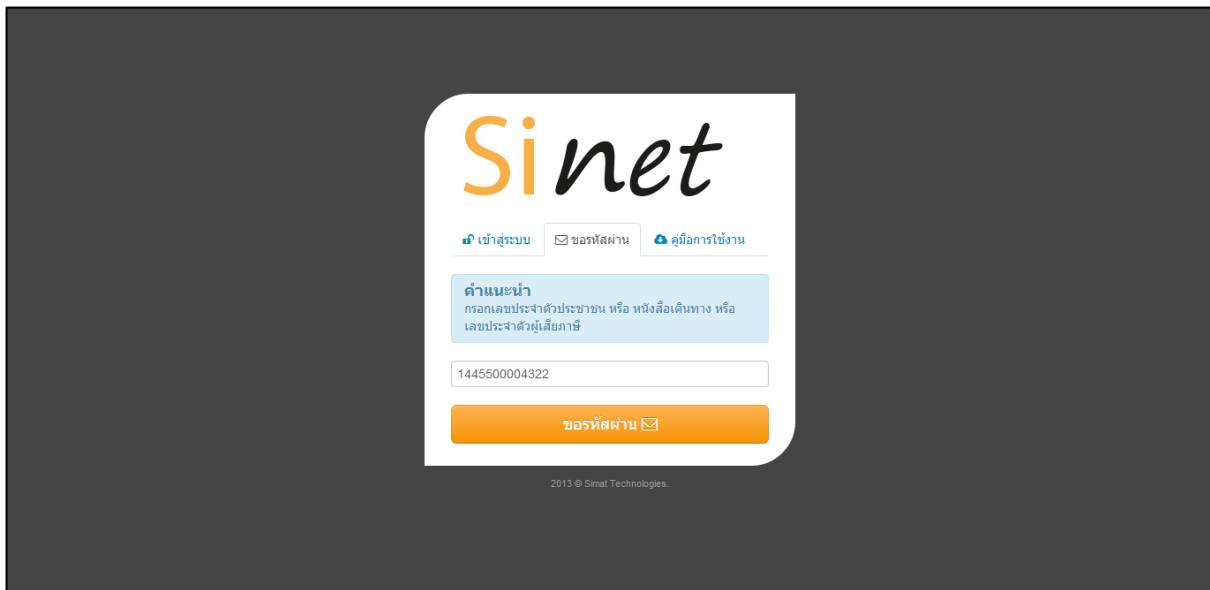 Si net
เข้าสู่ระบบ ขอรหัสผ่าน คู่มือการใช้งาน
คำแนะนำ
กรอกเลขประจำตัวประชาชน หรือ หนังสือเดินทาง หรือ
เลขประจำตัวผู้เสียภาษี
1445500004322
ขอรหัสผ่าน
2013 © Simat Technologies.